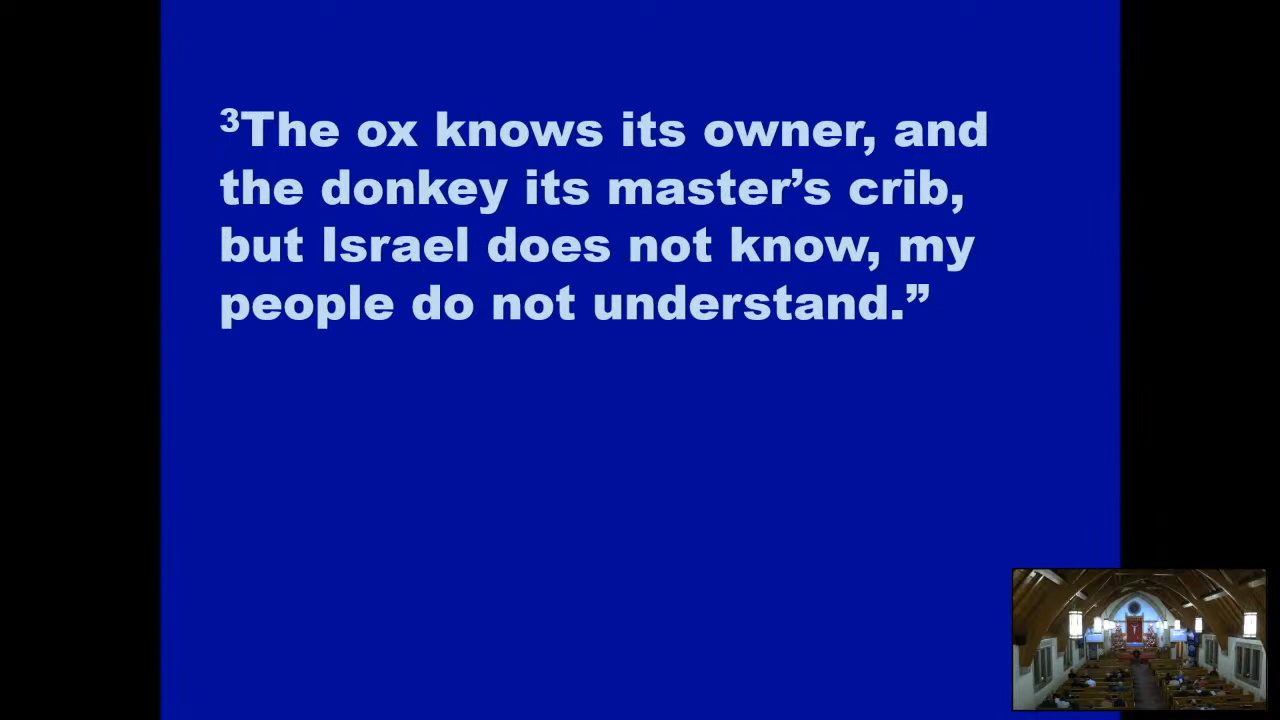 ³The ox knows its owner, and
the donkey its master’s crib,
but Israel does not know, my
people do not understand.”